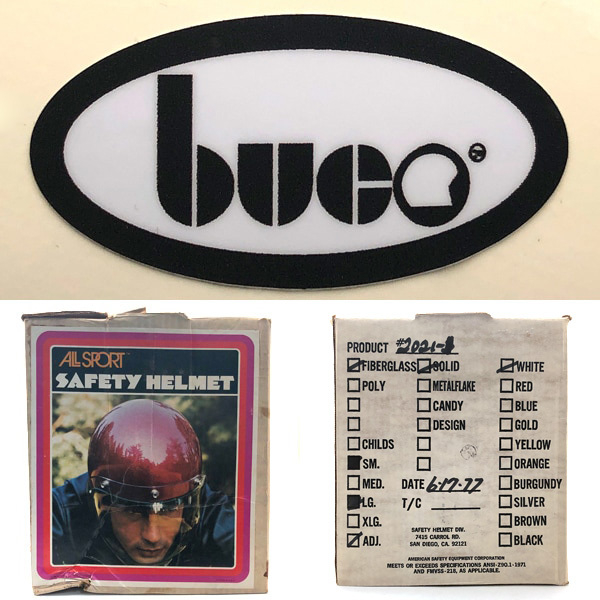 buco
ALL SPORT
SAFETY HELMET
PRODUCT #2021-
FIBERGLASS SOLID WHITE
POLY METALFLAKE RED
CANDY BLUE
DESIGN GOLD
CHILDS YELLOW
SM. ORANGE
MED. DATE 6-17-77 BURGUNDY
LG. T/C SILVER
XLG. BROWN
ADJ. BLACK
SAFETY HELMET DIV.
7415 CARROL RD.
SAN DIEGO, CA. 92121
AMERICAN SAFETY EQUIPMENT CORPORATION
MEETS OR EXCEEDS SPECIFICATIONS ANSI-Z90.1-1971
AND FMVSS-218, AS APPLICABLE.